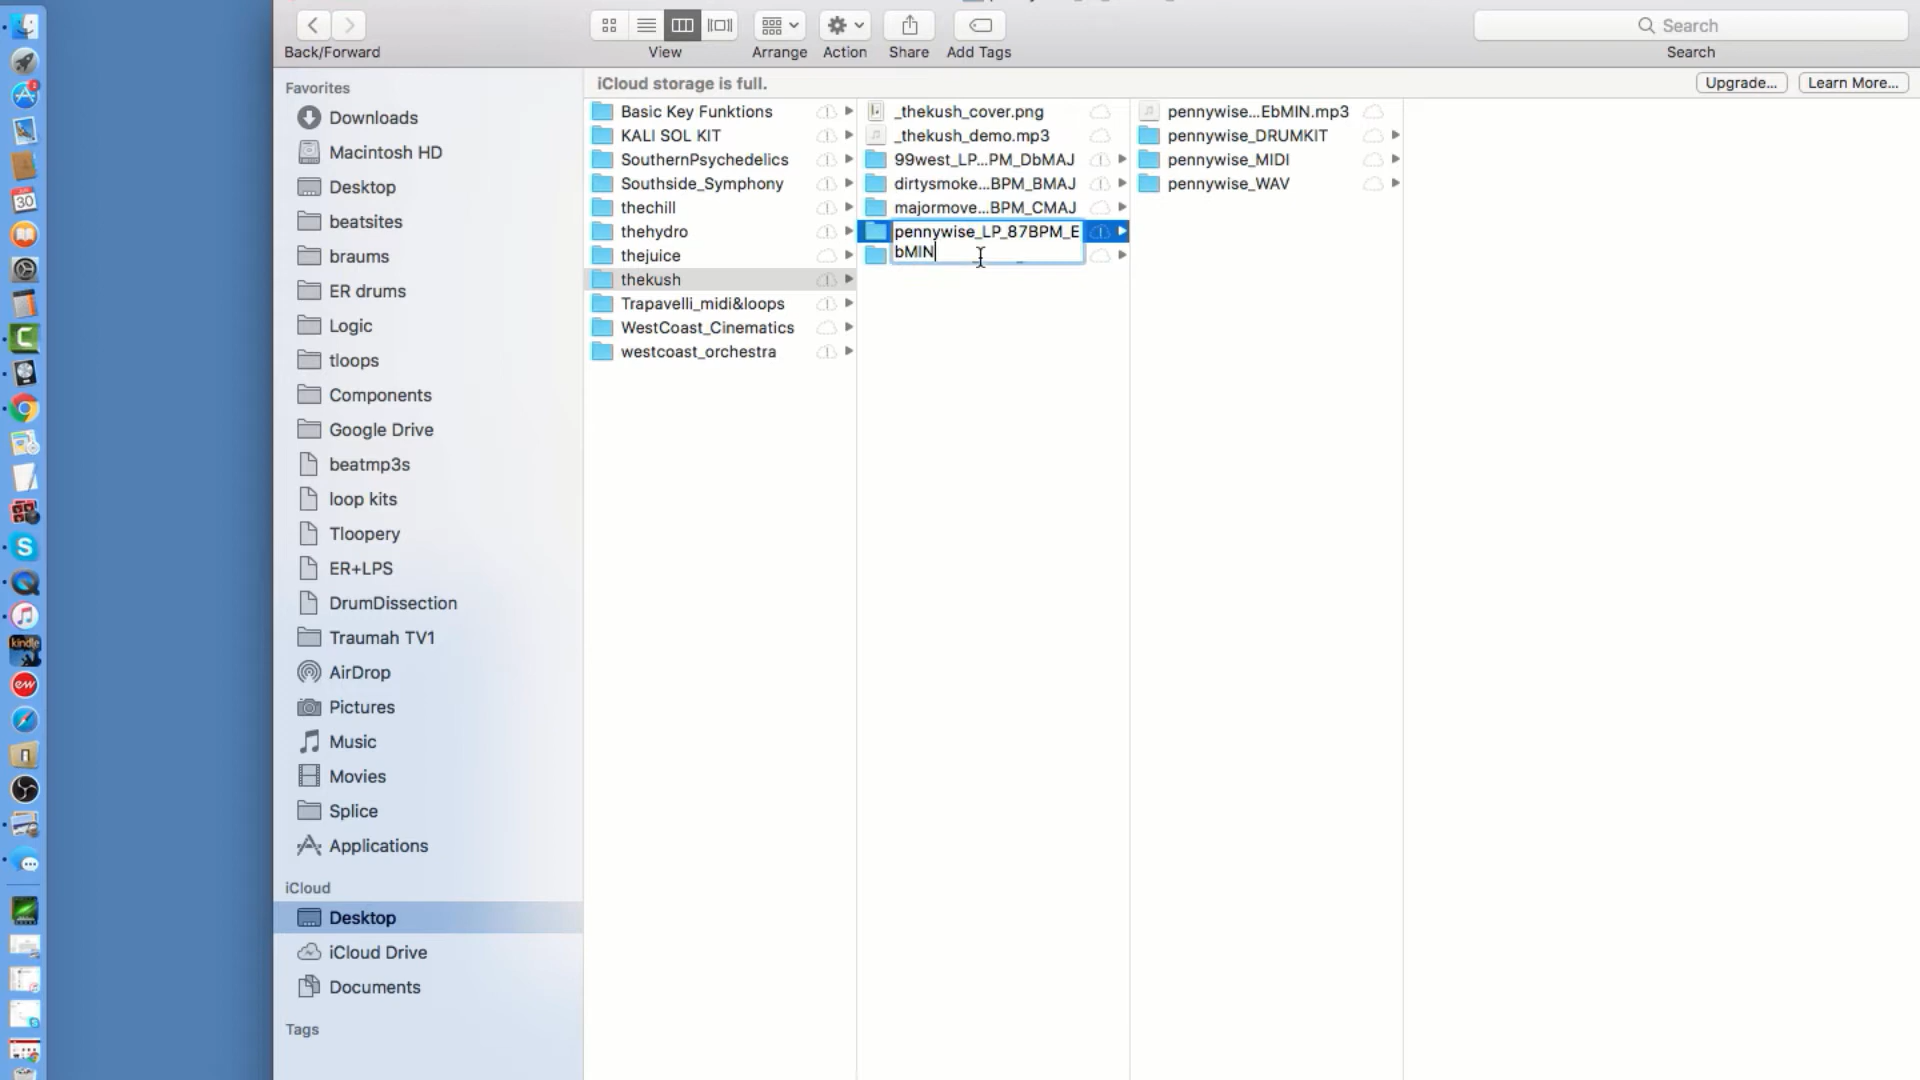 Back/Forward
View
Arrange
Action
Share
Add Tags
Search
Search
Favorites
Downloads
Macintosh HD
Desktop
beatsites
braums
ER drums
Logic
tloops
Components
Google Drive
beatmp3s
loop kits
Tloopery
ER+LPS
DrumDissection
Traumah TV1
AirDrop
Pictures
Music
Movies
Splice
Applications
iCloud
Desktop
iCloud Drive
Documents
Tags
iCloud storage is full.
Upgrade...
Learn More...
Basic Key Funktions
KALI SOL KIT
SouthernPsychedelics
Southside_Symphony
thechill
thehydro
thejuice
thekush
Trapavelli_midi&loops
WestCoast_Cinematics
westcoast_orchestra
_thekush_cover.png
_thekush_demo.mp3
99west_LP...PM_DbMAJ
dirtysmoke...BPM_BMAJ
majormove...BPM_CMAJ
pennywise_LP_87BPM_E
bMIN
pennywise...EbMIN.mp3
pennywise_DRUMKIT
pennywise_MIDI
pennywise_WAV
30
kindle
ew